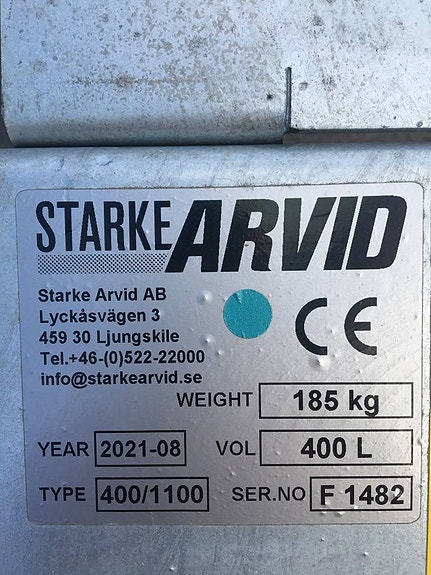 STARKE ARVID
Starke Arvid AB
Lyckåsvägen 3
459 30 Ljungskile
Tel.+46-(0)522-22000
info@starkearvid.se
CE
WEIGHT 185 kg
YEAR 2021-08 VOL 400 L
TYPE 400/1100 SER.NO F 1482